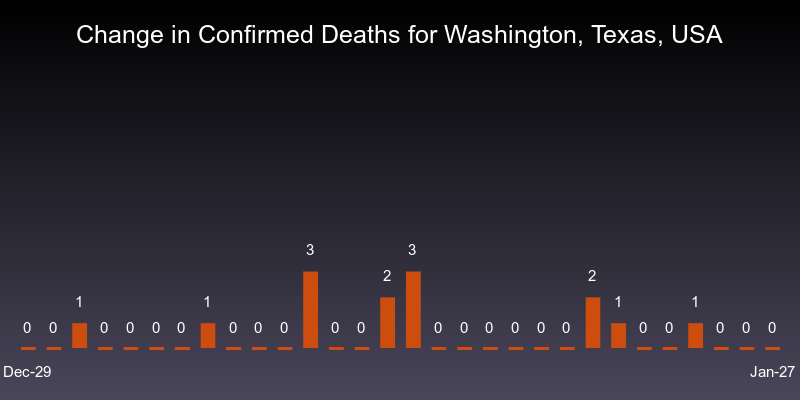 Change in Confirmed Deaths for Washington, Texas, USA
0 0 1 0 0 0 0 1 0 0 0 3 0 0 2 3 0 0 0 0 0 0 2 1 0 0 1 0 0 0
Dec-29 Jan-27